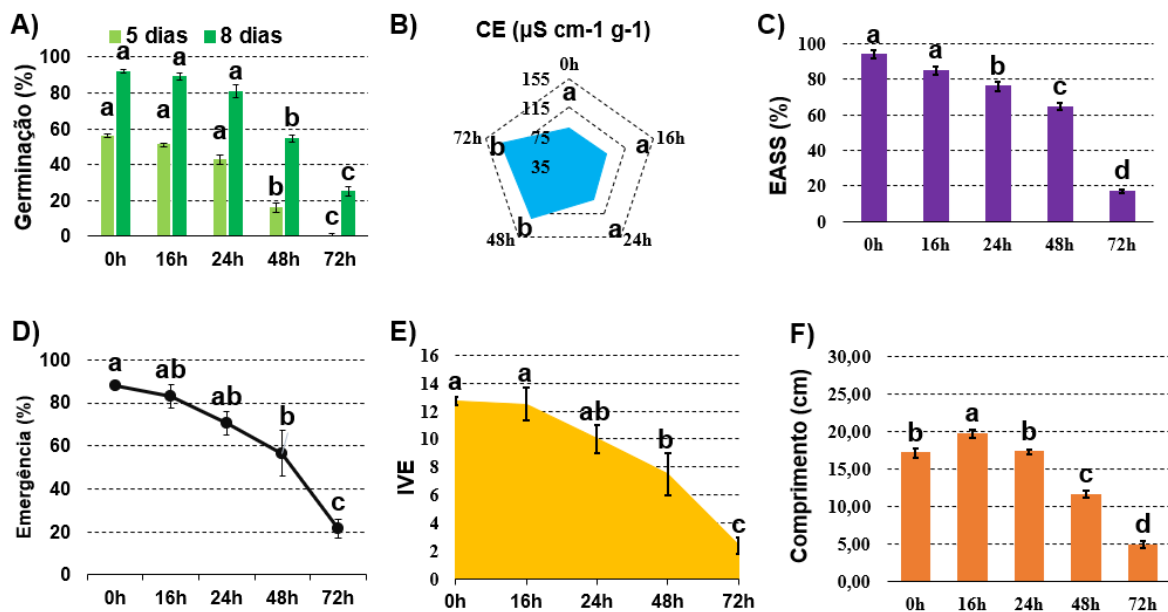 A)
5 dias 8 dias
Germinação (%)
100
80
60
40
20
0
a a a b c
a a a b c
0h 16h 24h 48h 72h
B)
CE (µS cm-1 g-1)
155
115
75
35
0h
16h
24h
48h
72h
a
a
a
b
b
C)
EASS (%)
100
80
60
40
20
0
a a b c d
0h 16h 24h 48h 72h
D)
Emergência (%)
100
80
60
40
20
0
a ab ab b c
0h 16h 24h 48h 72h
E)
IVE
16
14
12
10
8
6
4
2
0
a a ab b c
0h 16h 24h 48h 72h
F)
Comprimento (cm)
30,00
25,00
20,00
15,00
10,00
5,00
0,00
b a b c d
0h 16h 24h 48h 72h